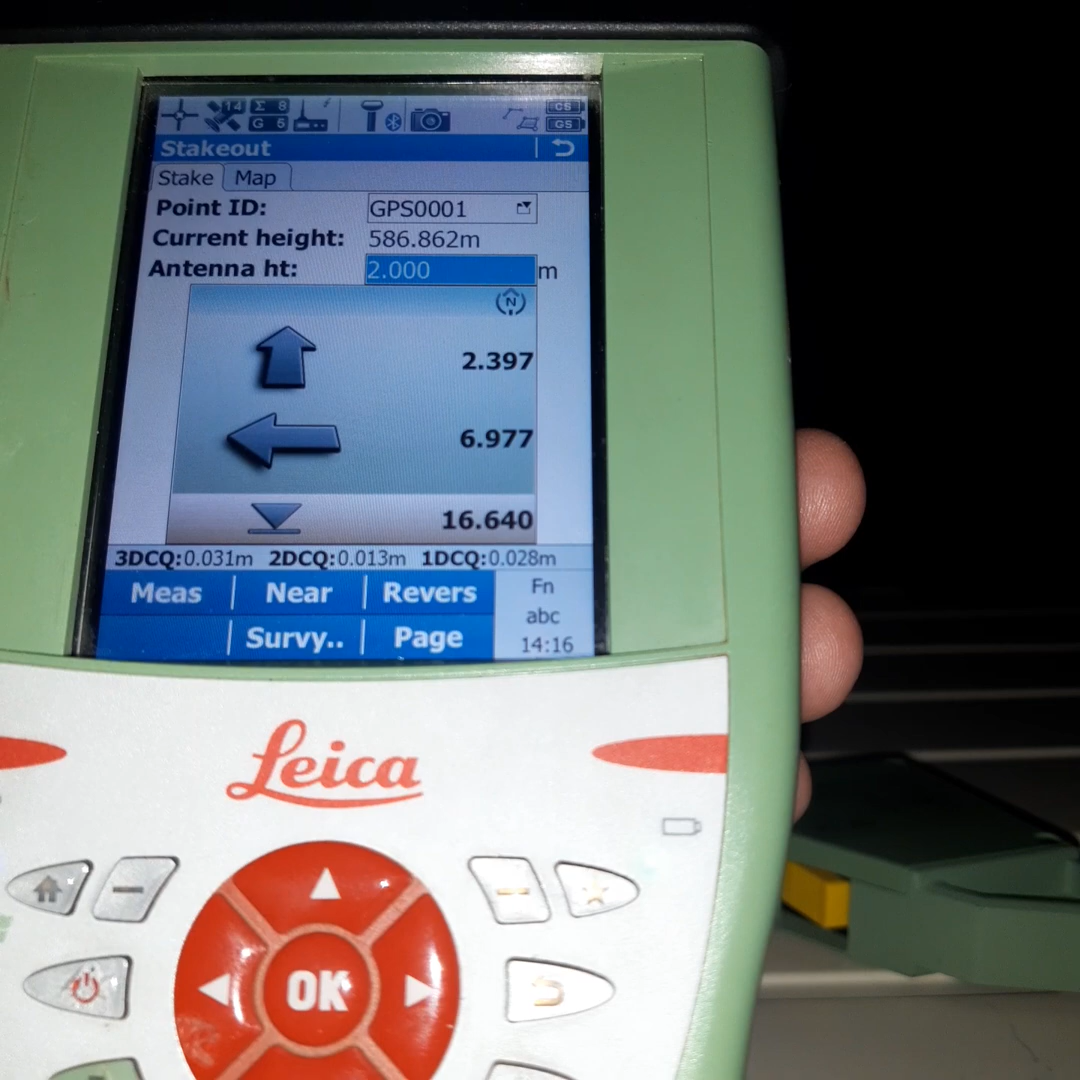 14 Σ 8 CS
G 5 GS
Stakeout
Stake Map
Point ID: GPS0001
Current height: 586.862m
Antenna ht: 2.000 m
N
2.397
6.977
16.640
3DCQ:0.031m 2DCQ:0.013m 1DCQ:0.028m
Meas Near Revers Fn
abc
Survy.. Page 14:16
Leica
OK